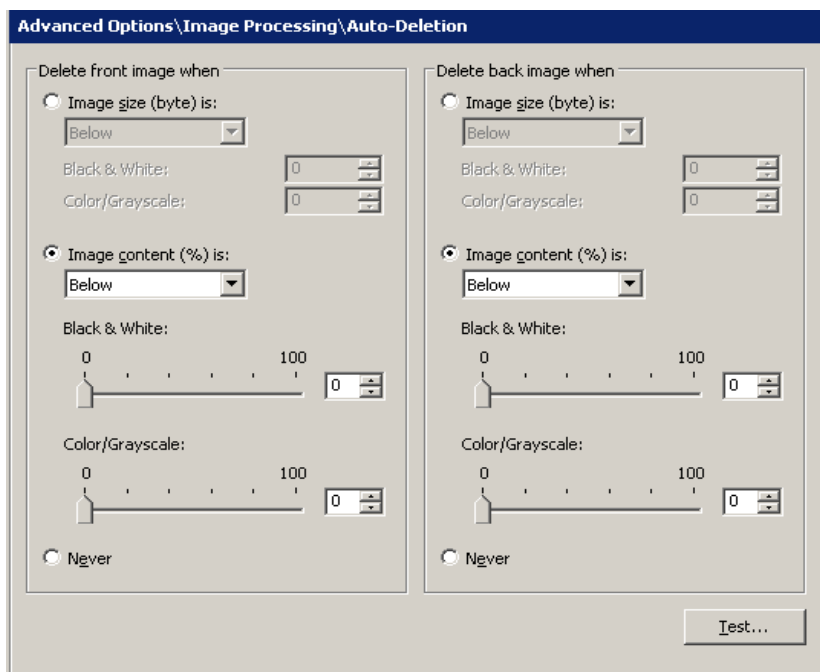 Advanced Options\Image Processing\Auto-Deletion
Delete front image when
Image size (byte) is:
Below
Black & White:
0
Color/Grayscale:
0
Image content (%) is:
Below
Black & White:
0 100
0
Color/Grayscale:
0 100
0
Never
Delete back image when
Image size (byte) is:
Below
Black & White:
0
Color/Grayscale:
0
Image content (%) is:
Below
Black & White:
0 100
0
Color/Grayscale:
0 100
0
Never
Test...